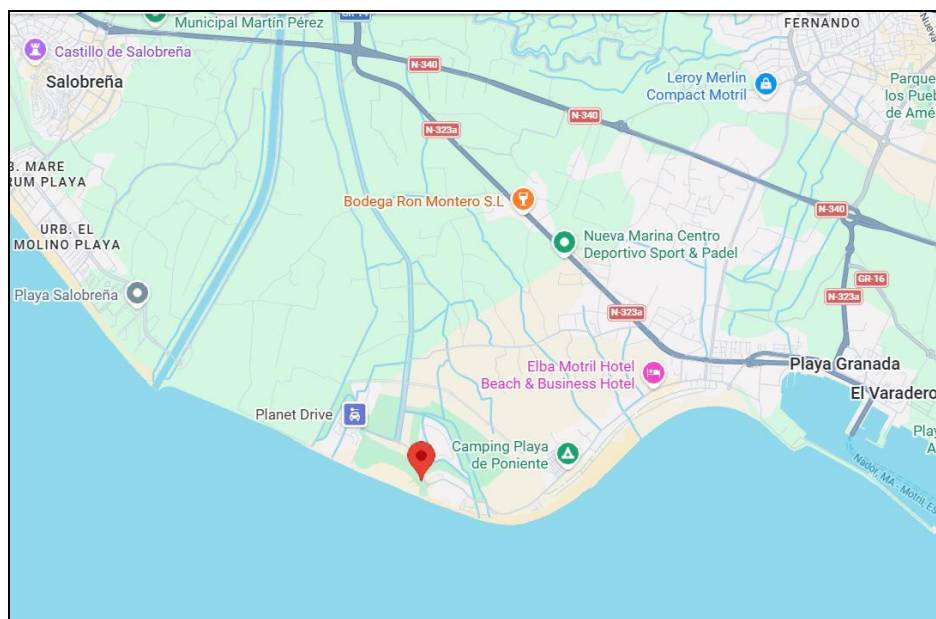 Municipal Martín Pérez
GR-14
FERNANDO
Castillo de Salobreña
Salobreña
N-340
Leroy Merlin
Compact Motril
Parque
los Pueb
de Amé
N-340
N-323a
B. MARE
RUM PLAYA
Bodega Ron Montero S.L
N-340
URB. EL
MOLINO PLAYA
Nueva Marina Centro
Deportivo Sport & Padel
GR-16
Playa Salobreña
N-323a
N-323a
Elba Motril Hotel
Beach & Business Hotel
Playa Granada
El Varadero
Planet Drive
Camping Playa
de Poniente
Play
A
Nador, MA - Motril, ES